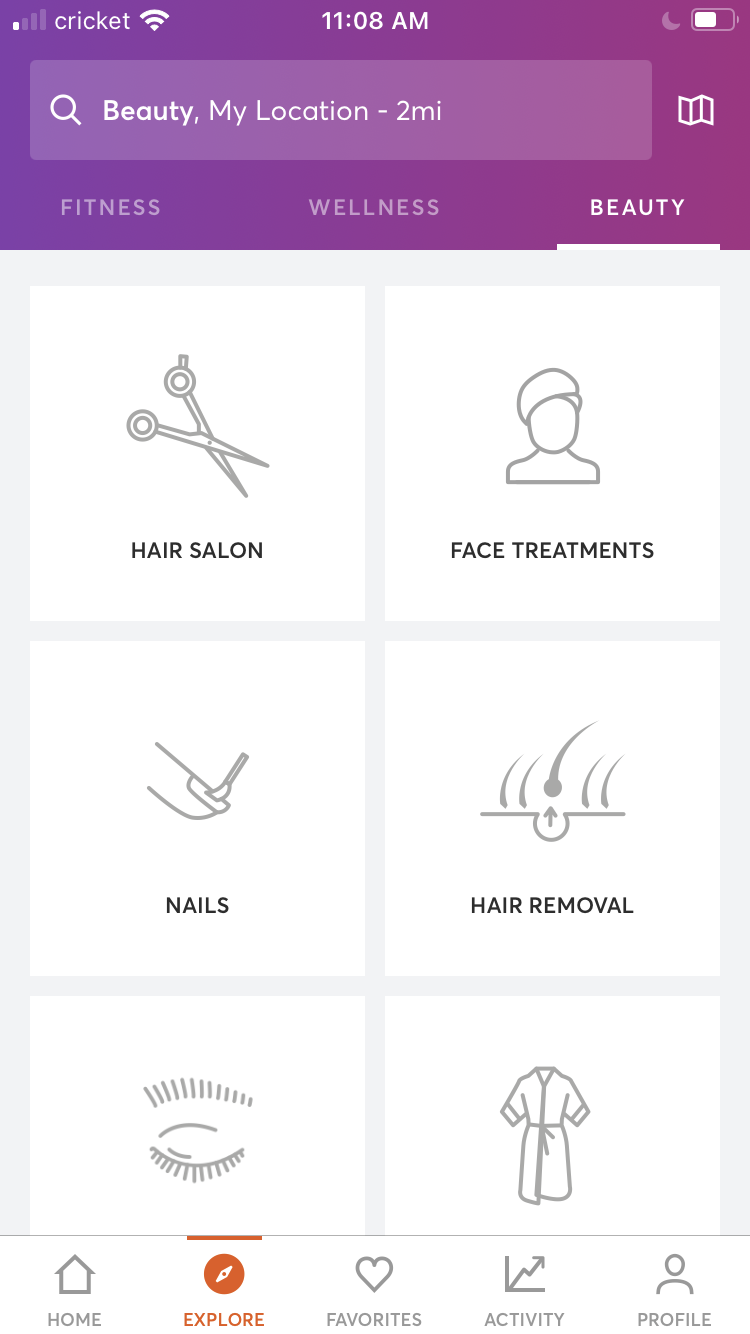 cricket 11:08 AM
Beauty, My Location - 2mi
FITNESS WELLNESS BEAUTY
HAIR SALON FACE TREATMENTS
NAILS HAIR REMOVAL
HOME EXPLORE FAVORITES ACTIVITY PROFILE